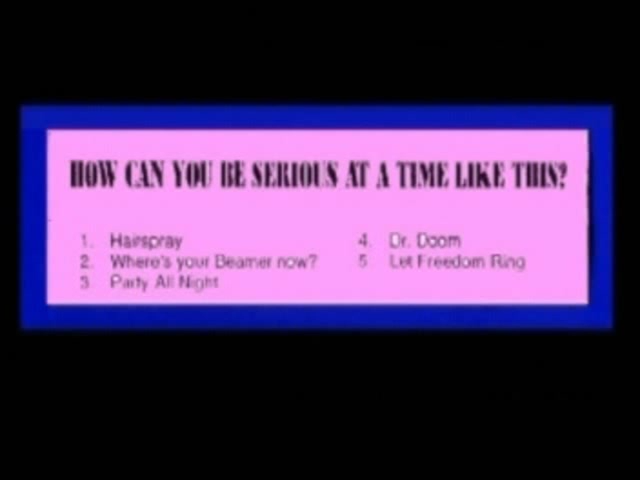 HOW CAN YOU BE SERIOUS AT A TIME LIKE THIS?
1. Hairspray
2. Where's your Beamer now?
3. Party All Night
4. Dr. Doom
5. Let Freedom Ring